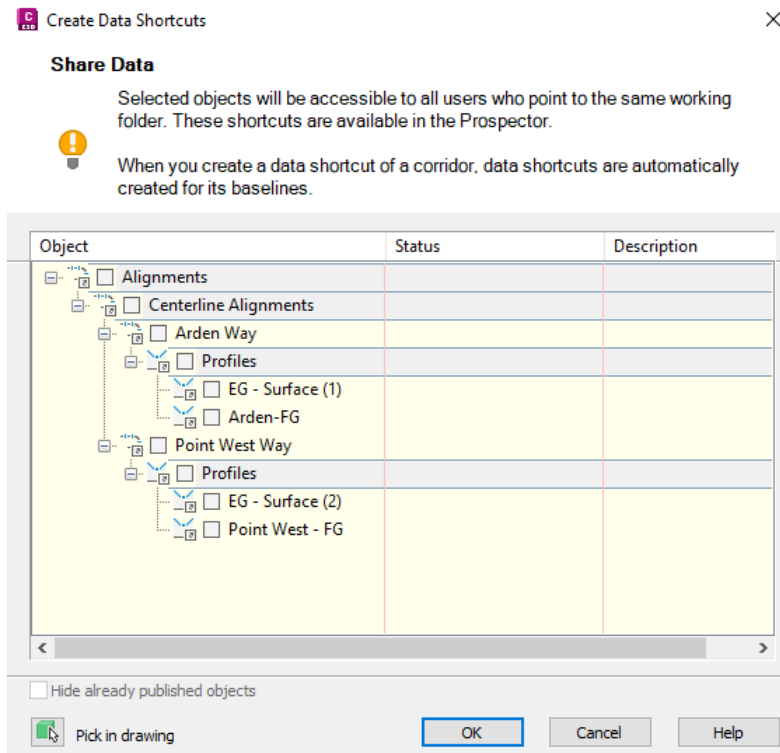 C
C3D
Create Data Shortcuts
Share Data
Selected objects will be accessible to all users who point to the same working
folder. These shortcuts are available in the Prospector.
When you create a data shortcut of a corridor, data shortcuts are automatically
created for its baselines.
Object Status Description
Alignments
Centerline Alignments
Arden Way
Profiles
EG - Surface (1)
Arden-FG
Point West Way
Profiles
EG - Surface (2)
Point West - FG
Hide already published objects
Pick in drawing OK Cancel Help